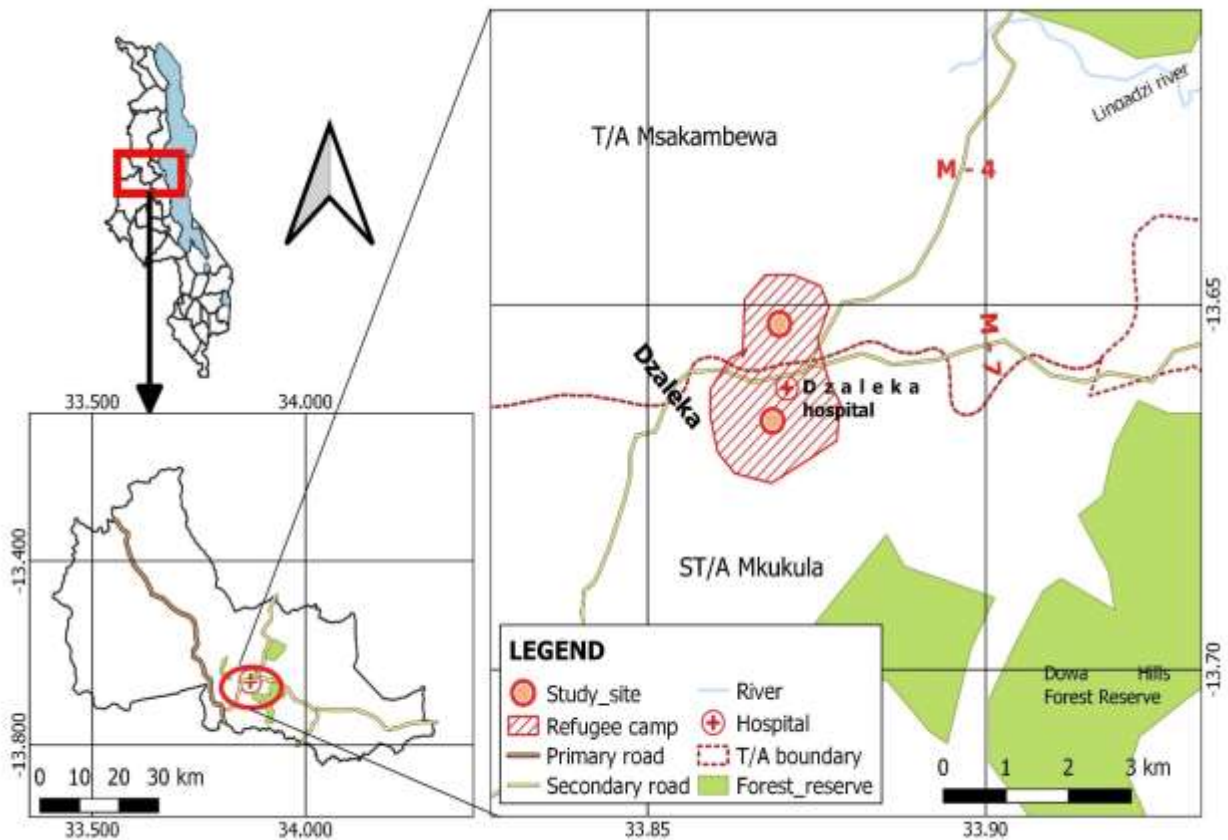 T/A Msakambewa
Lingadzi river
M - 4
-13.65
M - 7
Dzaleka
Dzaleka
hospital
ST/A Mkukula
-13.70
Dowa Hills
Forest Reserve
33.500
34.000
-13.400
-13.800
0 10 20 30 km
33.500
34.000
LEGEND
Study_site
Refugee camp
Primary road
Secondary road
River
Hospital
T/A boundary
Forest_reserve
0 1 2 3 km
33.85
33.90